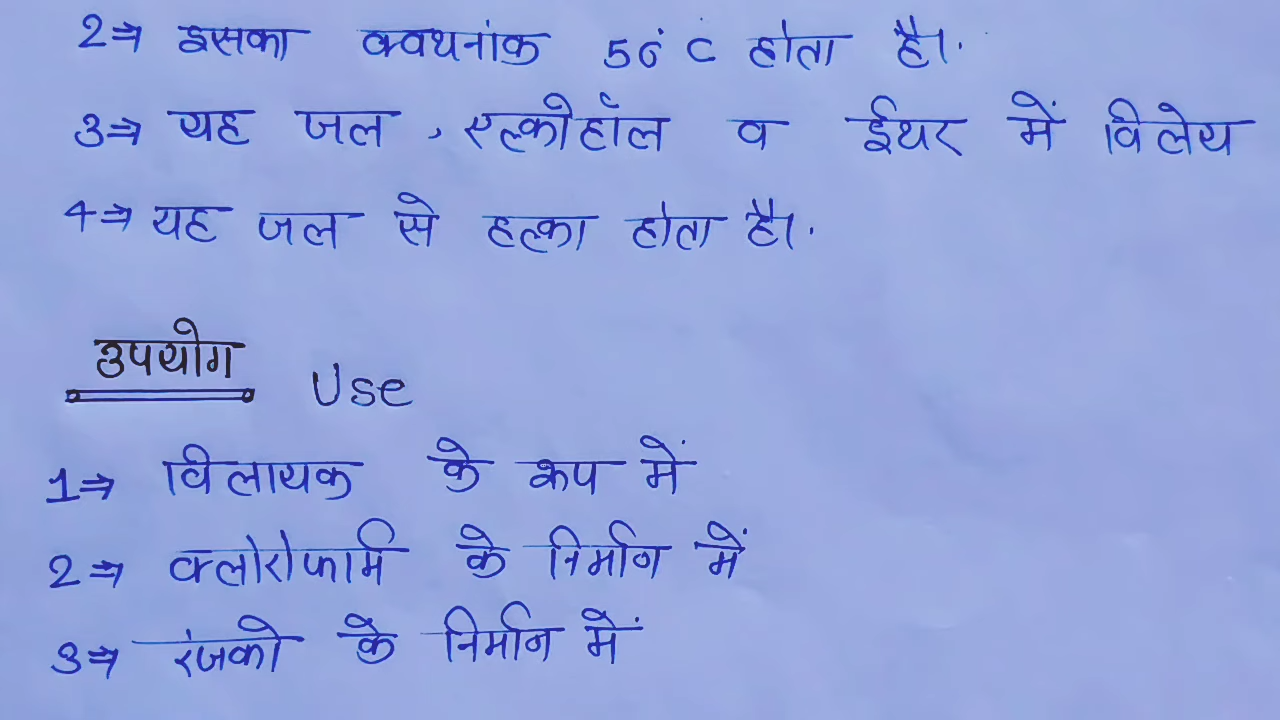 2⇒ इसका क्वथनांक 56°C होता है।
3⇒ यह जल, एल्कोहॉल व ईथर में विलेय
4⇒ यह जल से हल्का होता है।
उपयोग Use
1⇒ विलायक के रूप में
2⇒ क्लोरोफार्म के निर्माण में
3⇒ रंजको के निर्माण में